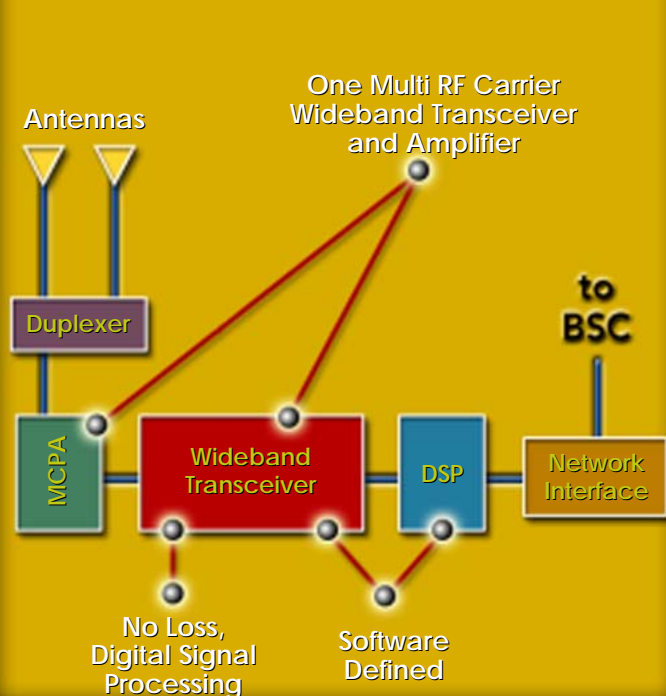 One Multi RF Carrier
Wideband Transceiver
and Amplifier
Antennas
Duplexer
to
BSC
MCPA
Wideband
Transceiver
DSP
Network
Interface
No Loss,
Digital Signal
Processing
Software
Defined